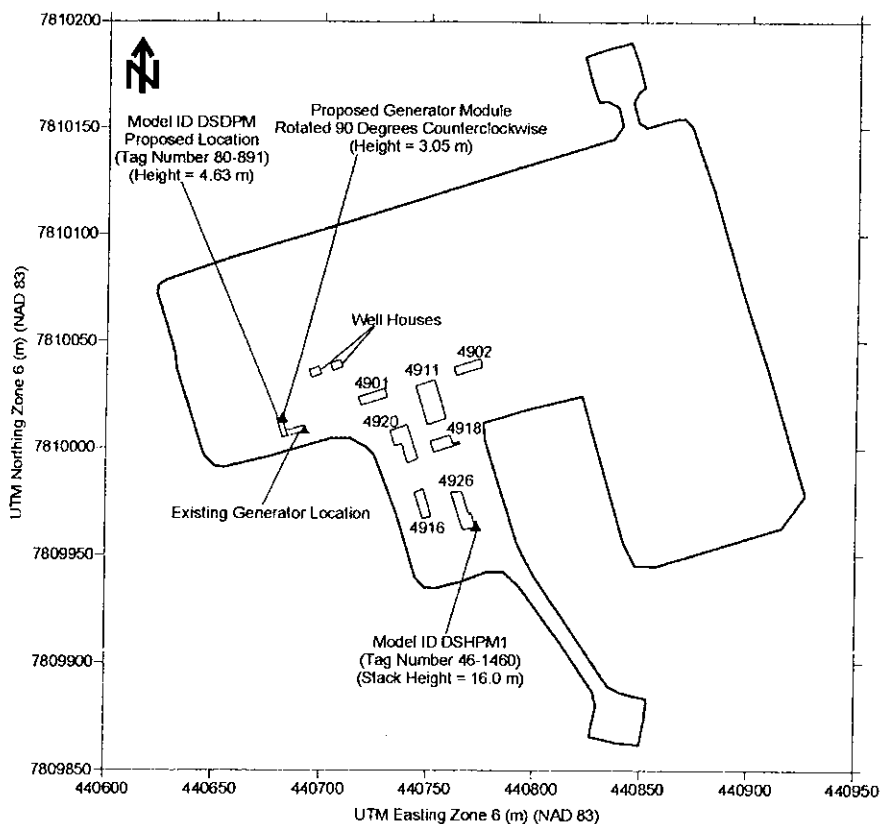 7810200
7810150
7810100
7810050
7810000
7809950
7809900
7809850
UTM Northing Zone 6 (m) (NAD 83)
N
Model ID DSDPM
Proposed Location
(Tag Number 80-891)
(Height = 4.63 m)
Proposed Generator Module
Rotated 90 Degrees Counterclockwise
(Height = 3.05 m)
Well Houses
4902
4911
4901
4920
4918
4926
4916
Existing Generator Location
Model ID DSHPM1
(Tag Number 46-1460)
(Stack Height = 16.0 m)
440600
440650
440700
440750
440800
440850
440900
440950
UTM Easting Zone 6 (m) (NAD 83)